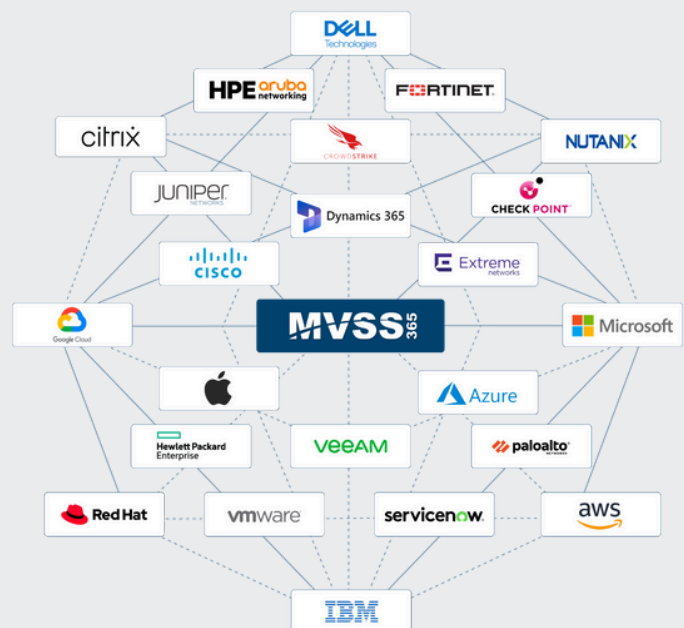 DELL
Technologies
HPE aruba
networking
FORTINET
citrix
CROWDSTRIKE
NUTANIX
JUNIPER
NETWORKS
Dynamics 365
CHECK POINT
CISCO
Extreme
networks
Google Cloud
MVSS 365
Microsoft
Azure
Hewlett Packard
Enterprise
veeAM
paloalto
NETWORKS
Red Hat
vmware
servicenow
aws
IBM